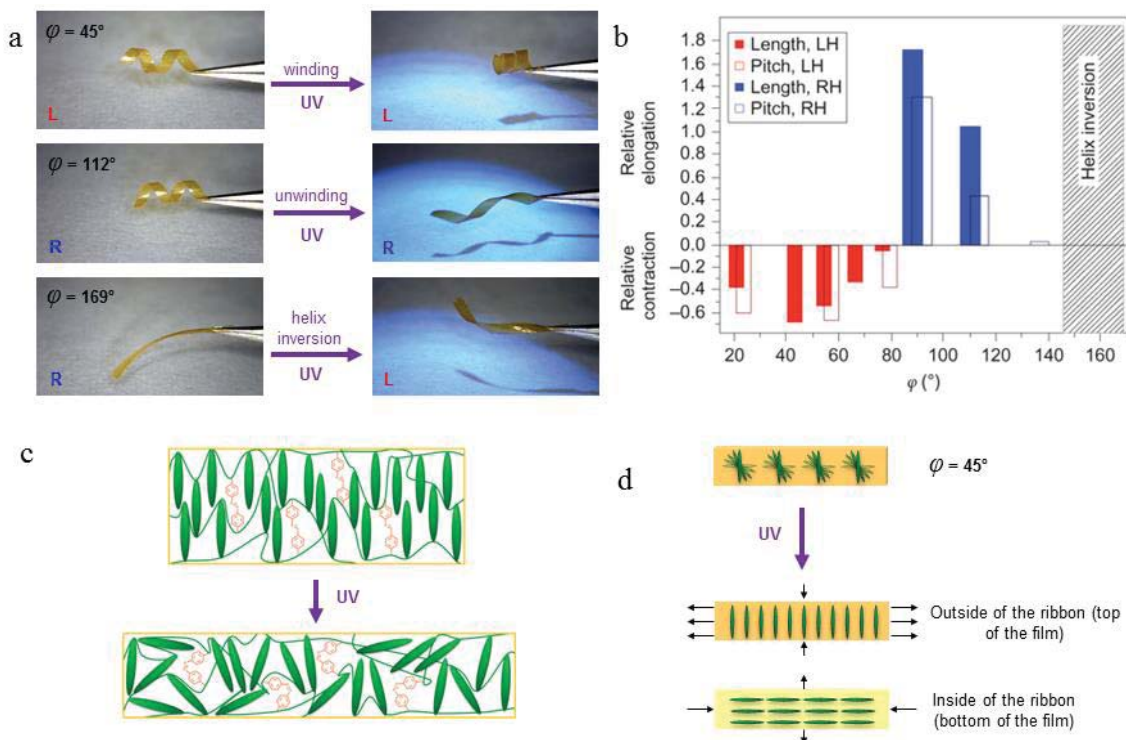 a
φ = 45°
L
winding
UV
φ = 112°
R
unwinding
UV
R
φ = 169°
R
helix
inversion
UV
L
b
Length, LH
Pitch, LH
Length, RH
Pitch, RH
Helix inversion
Relative
elongation
Relative
contraction
1.8
1.6
1.4
1.2
1.0
0.8
0.6
0.4
0.2
0.0
−0.2
−0.4
−0.6
20 40 60 80 100 120 140 160
φ (°)
c
UV
d
φ = 45°
UV
Outside of the ribbon (top
of the film)
Inside of the ribbon
(bottom of the film)